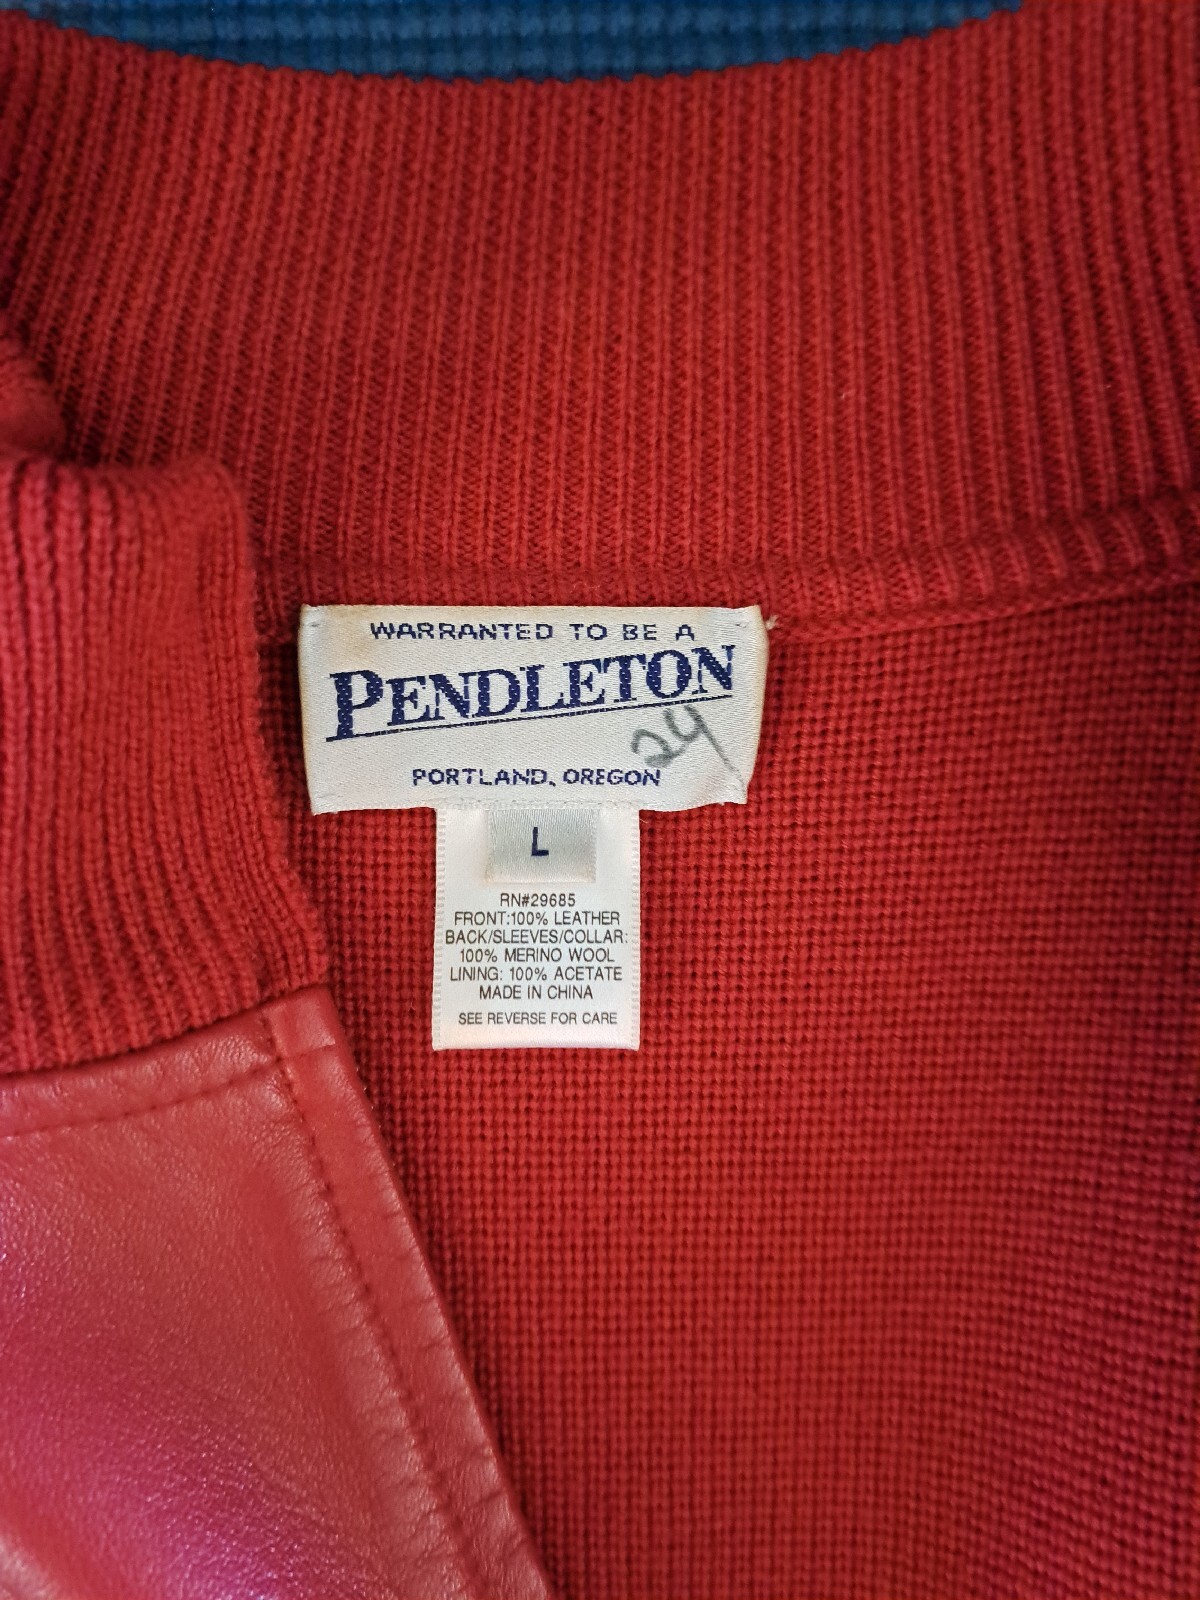 WARRANTED TO BE A
PENDLETON
24
PORTLAND, OREGON
L
RN#29685
FRONT:100% LEATHER
BACK/SLEEVES/COLLAR:
100% MERINO WOOL
LINING: 100% ACETATE
MADE IN CHINA
SEE REVERSE FOR CARE